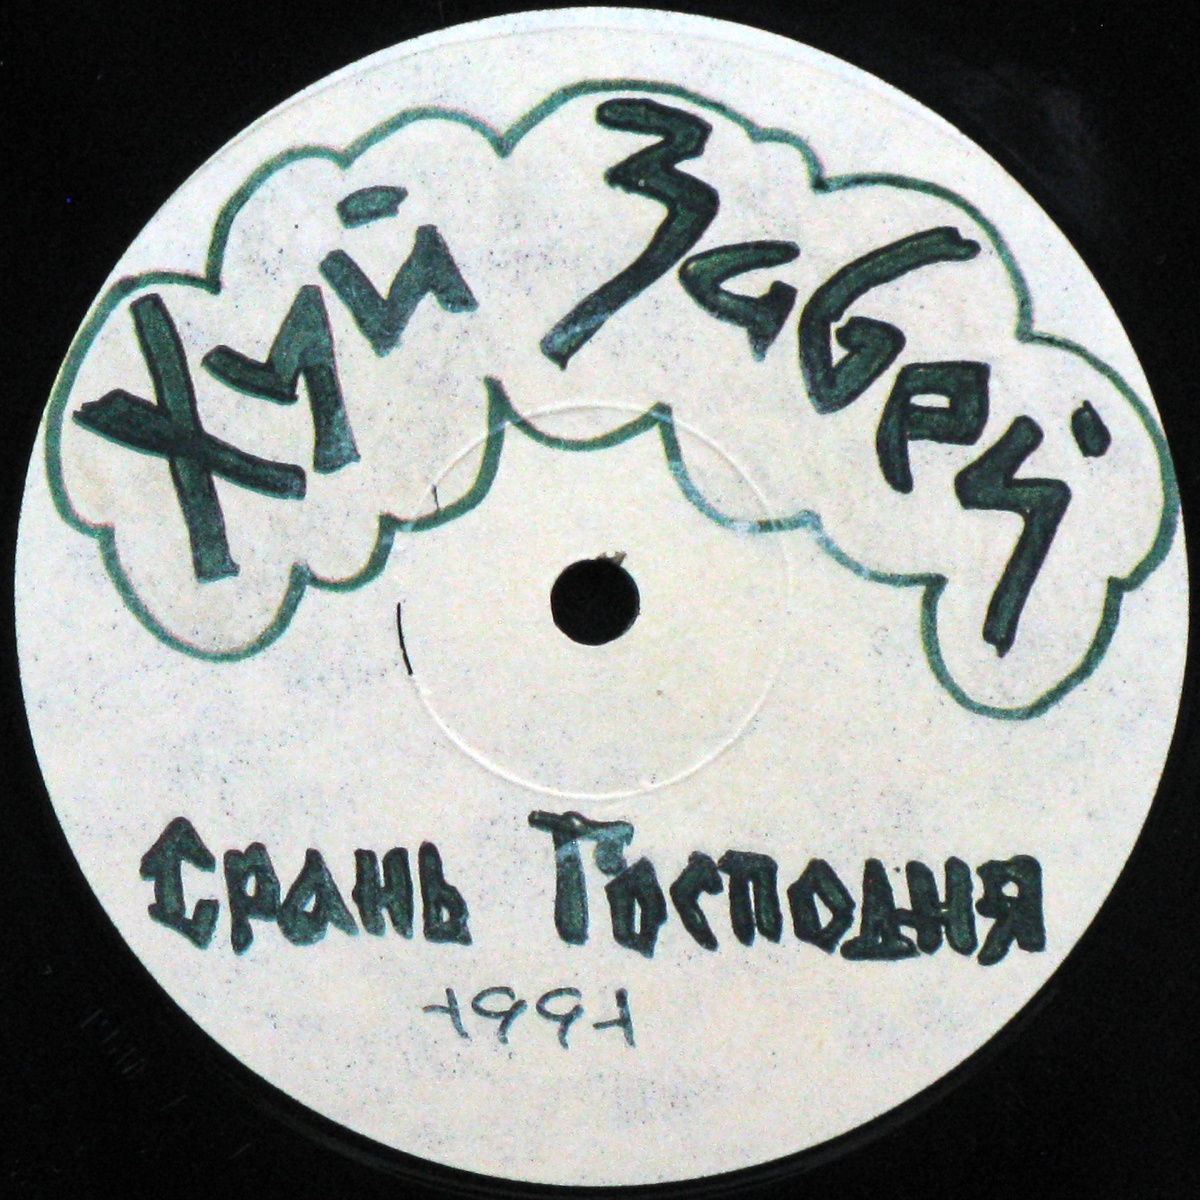 Хуй Забей
Срань Господня
1991